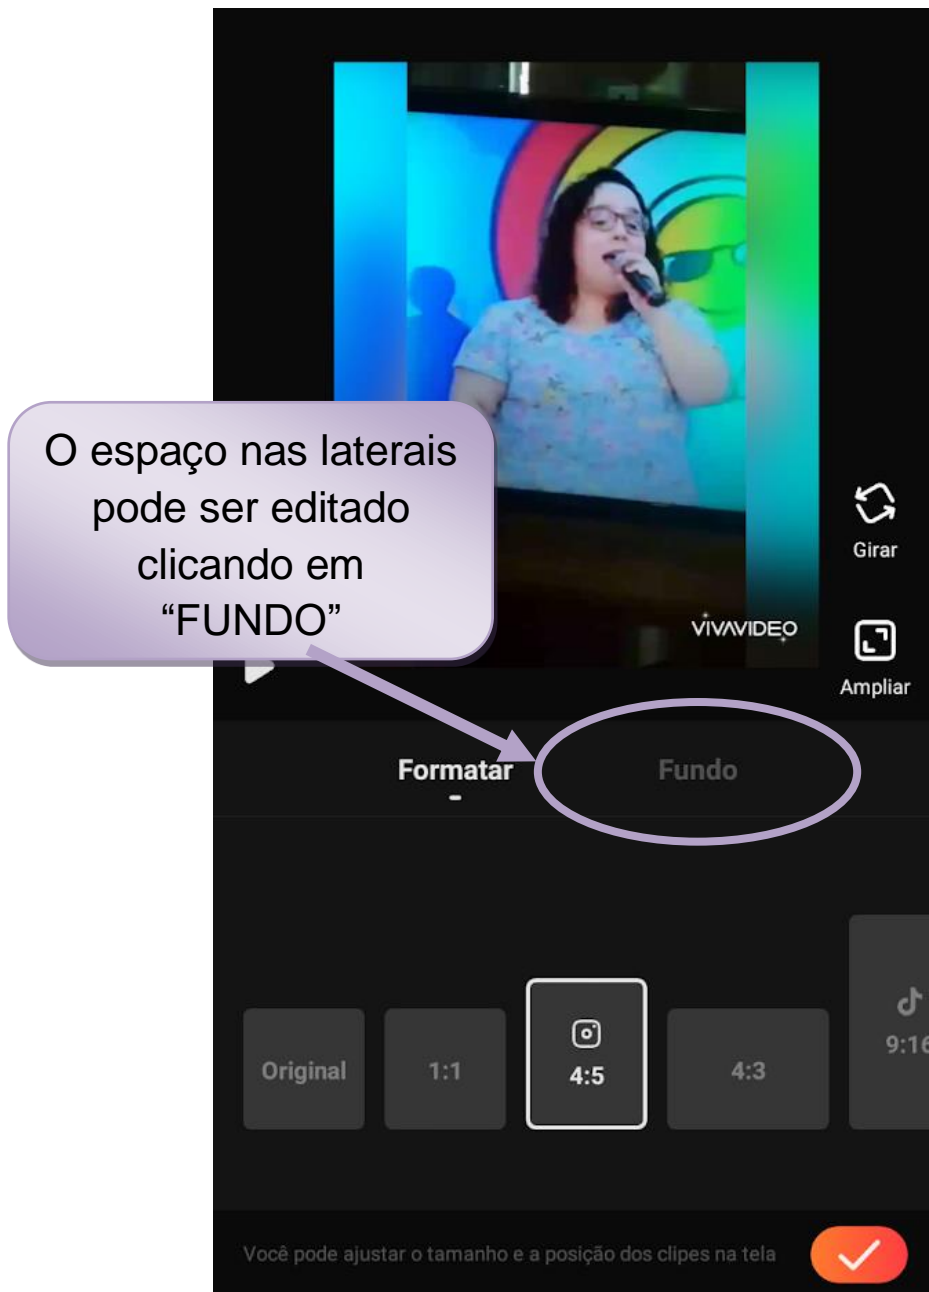 O espaço nas laterais
pode ser editado
clicando em
“FUNDO”
Girar
VIVAVIDEO
Ampliar
Formatar
Fundo
Original
1:1
4:5
4:3
9:16
Você pode ajustar o tamanho e a posição dos clipes na tela